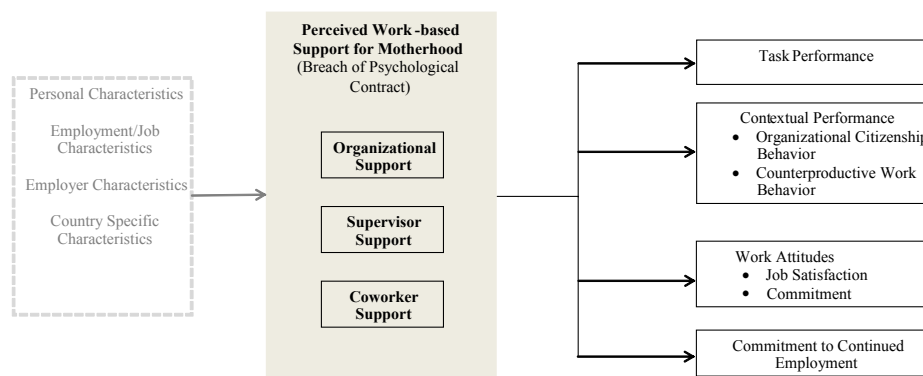 Personal Characteristics
Employment/Job
Characteristics
Employer Characteristics
Country Specific
Characteristics
Perceived Work-based
Support for Motherhood
(Breach of Psychological
Contract)
Organizational
Support
Supervisor
Support
Coworker
Support
Task Performance
Contextual Performance
• Organizational Citizenship
Behavior
• Counterproductive Work
Behavior
Work Attitudes
• Job Satisfaction
• Commitment
Commitment to Continued
Employment